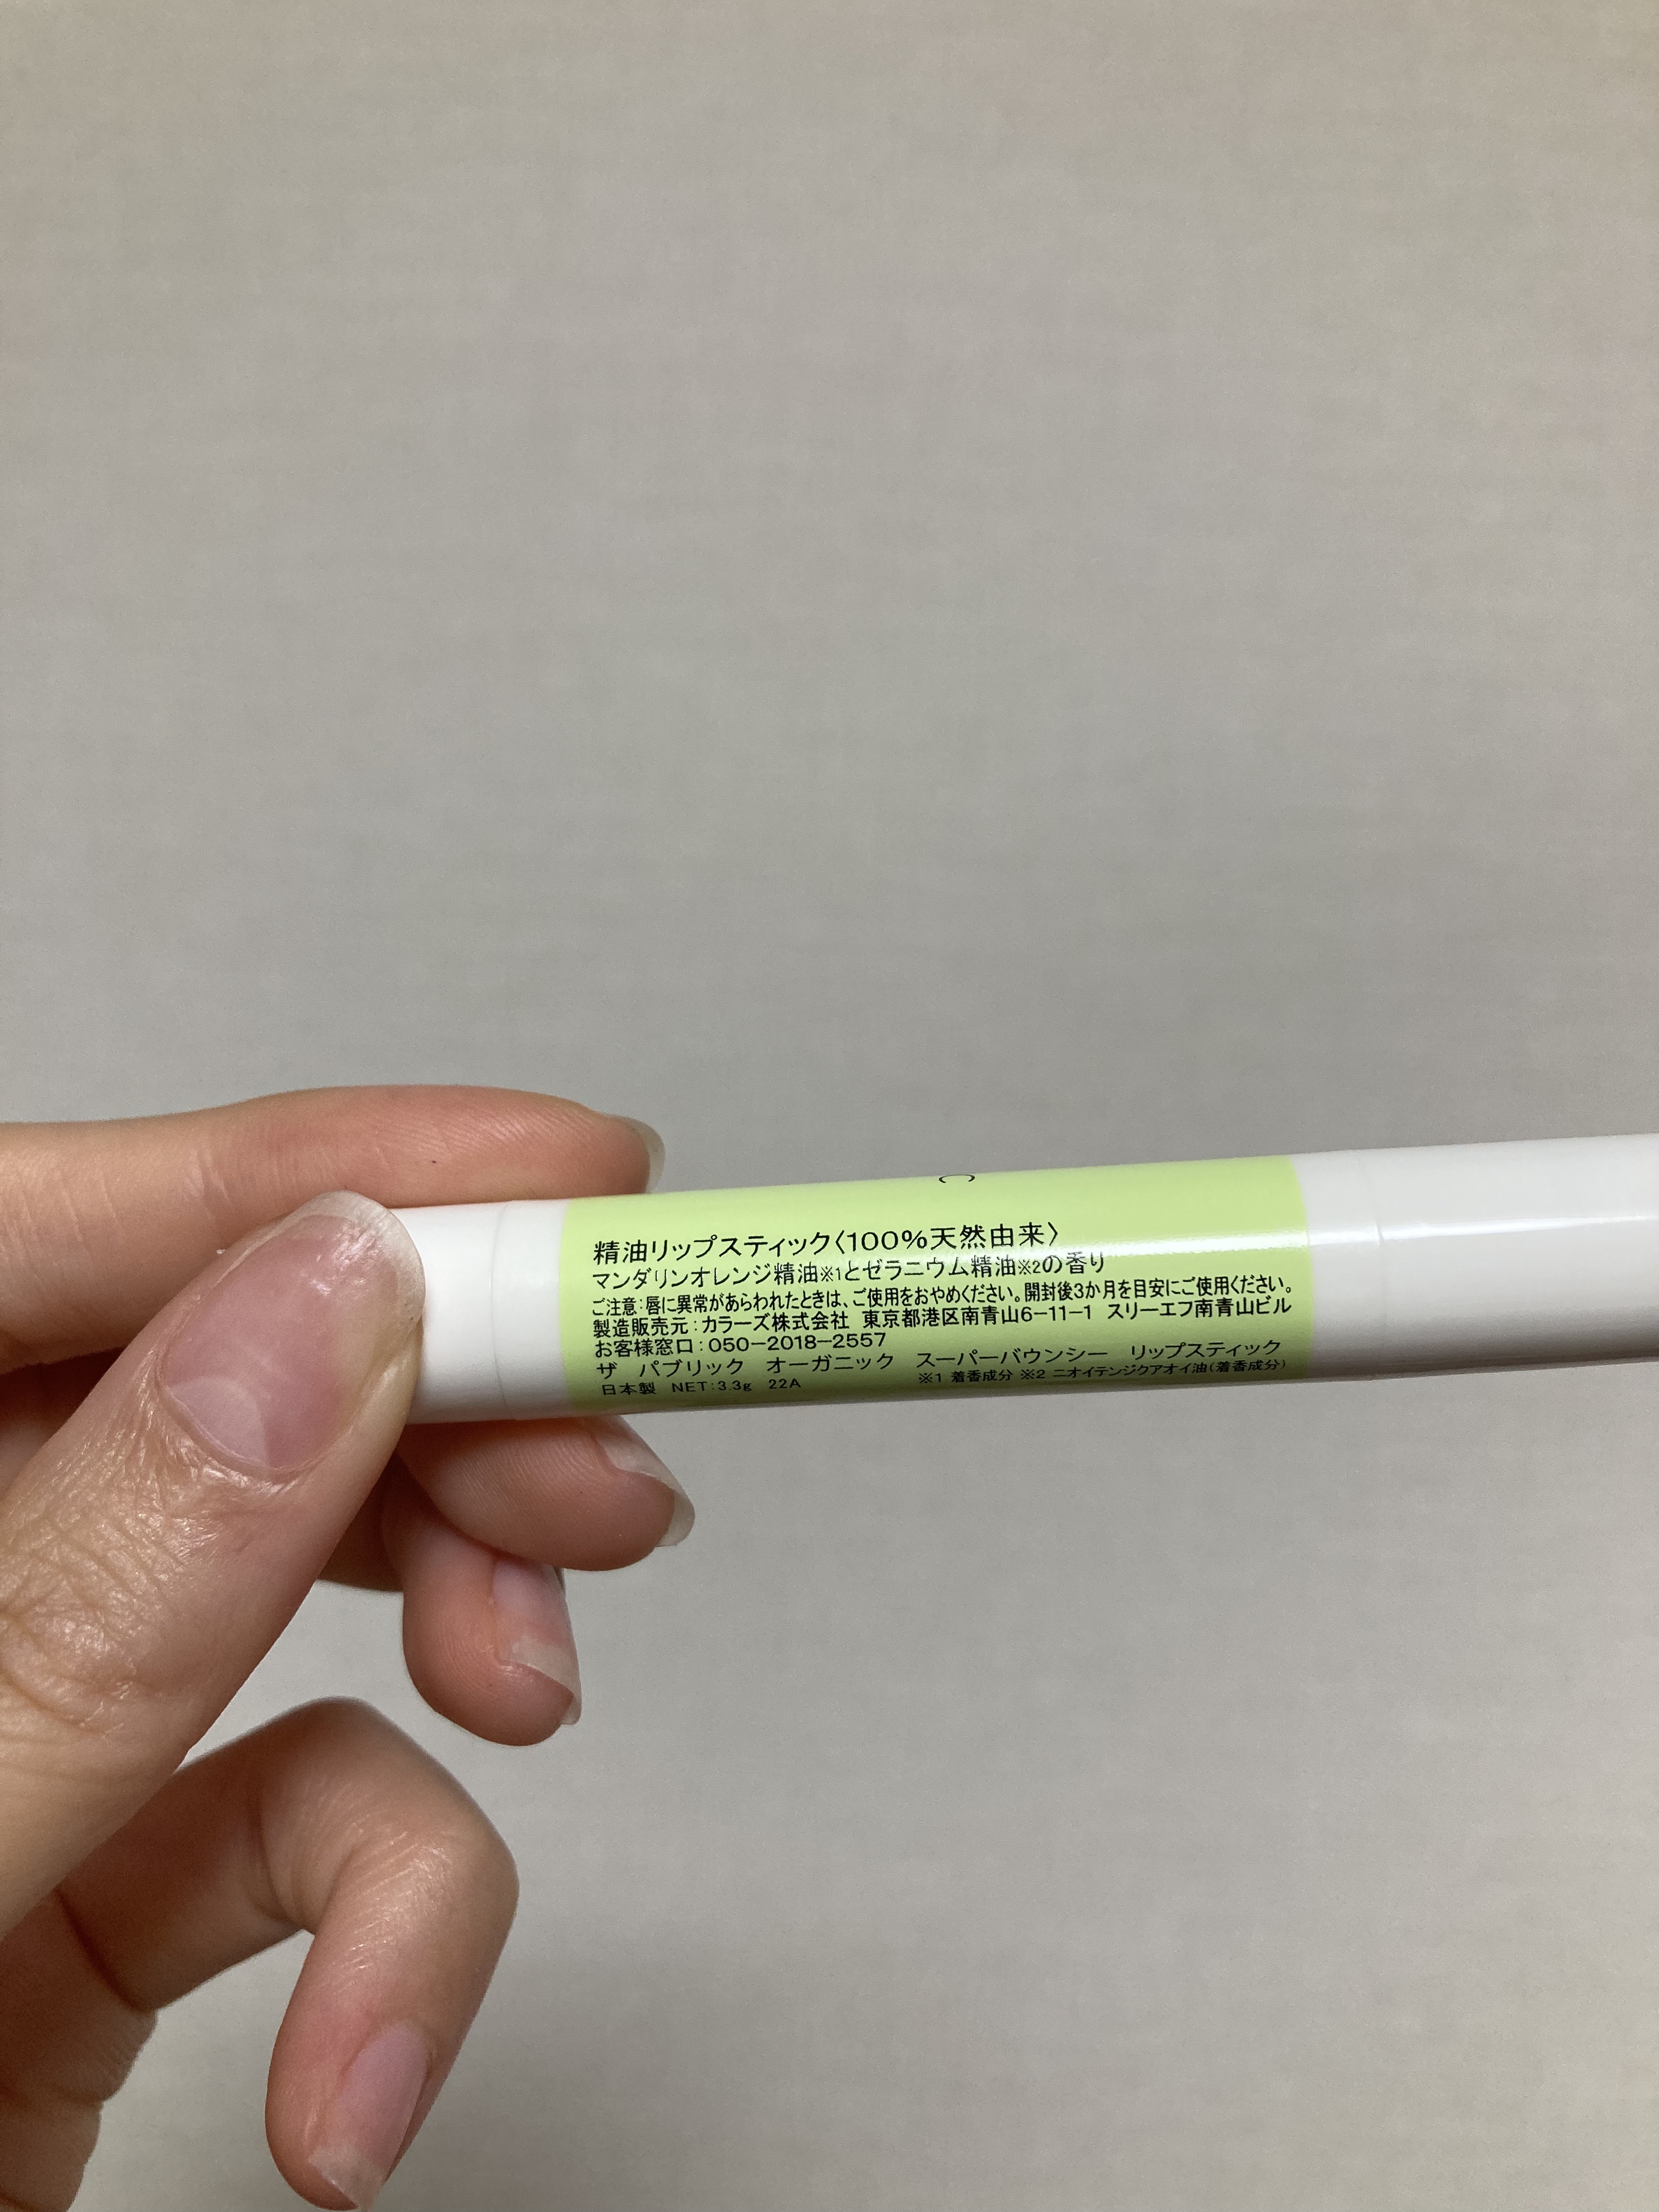 精油リップスティック〈100%天然由来〉
マンダリンオレンジ精油※1とゼラニウム精油※2の香り
ご注意:唇に異常があらわれたときは、ご使用をおやめください。開封後3か月を目安にご使用ください。
製造販売元:カラーズ株式会社 東京都港区南青山6-11-1 スリーエフ南青山ビル
お客様窓口:050-2018-2557
ザ パブリック オーガニック スーパーバウンシー リップスティック
日本製 NET:3.3g 22A ※1 着香成分 ※2 ニオイテンジクアオイ油(着香成分)